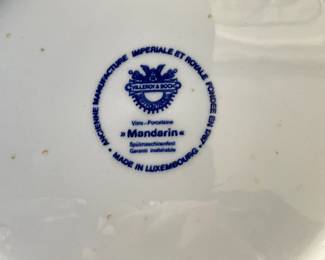 ANCIENNE MANUFACTURE IMPERIALE ET ROYALE FONDEE EN 1767
VILLEROY & BOCH
Vitro-Porcelaine
»Mandarin«
Spülmaschinenfest
Garanti inaltérable
• MADE IN LUXEMBOURG •